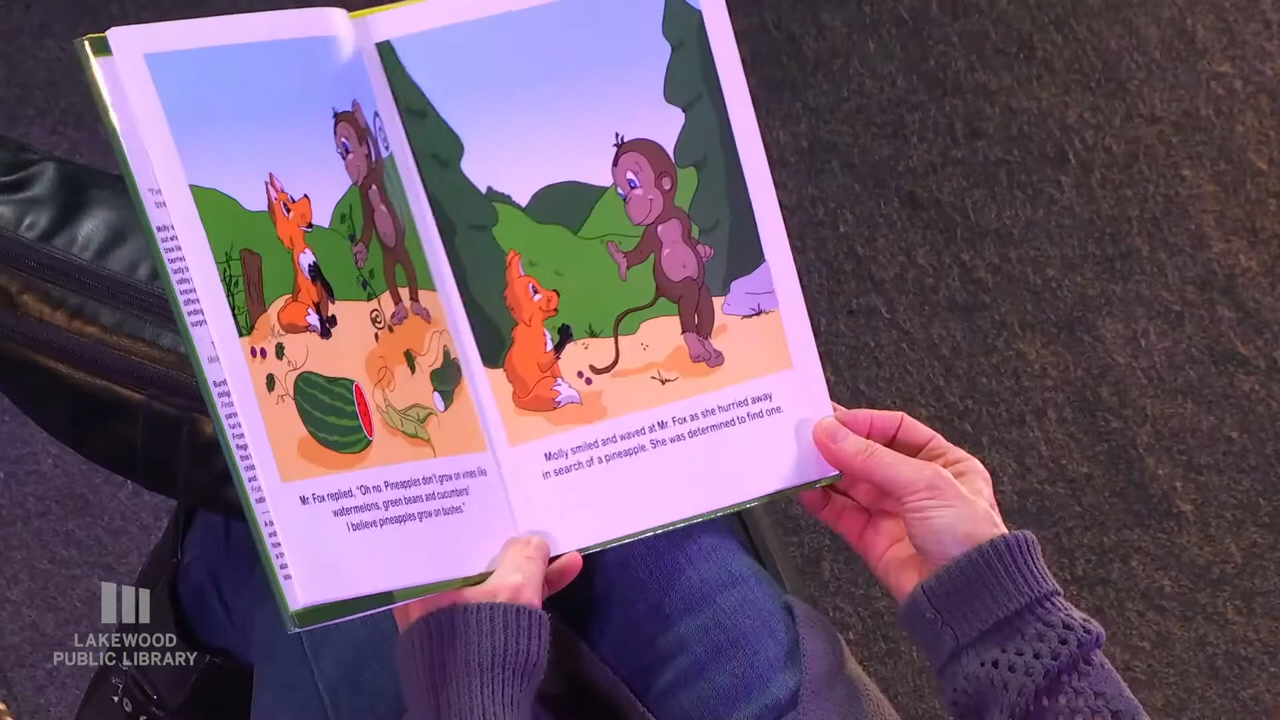 Mr. Fox replied, "Oh no. Pineapples don't grow on vines like
watermelons, green beans and cucumbers!
I believe pineapples grow on bushes."
Molly smiled and waved at Mr. Fox as she hurried away
in search of a pineapple. She was determined to find one.
LAKEWOOD
PUBLIC LIBRARY